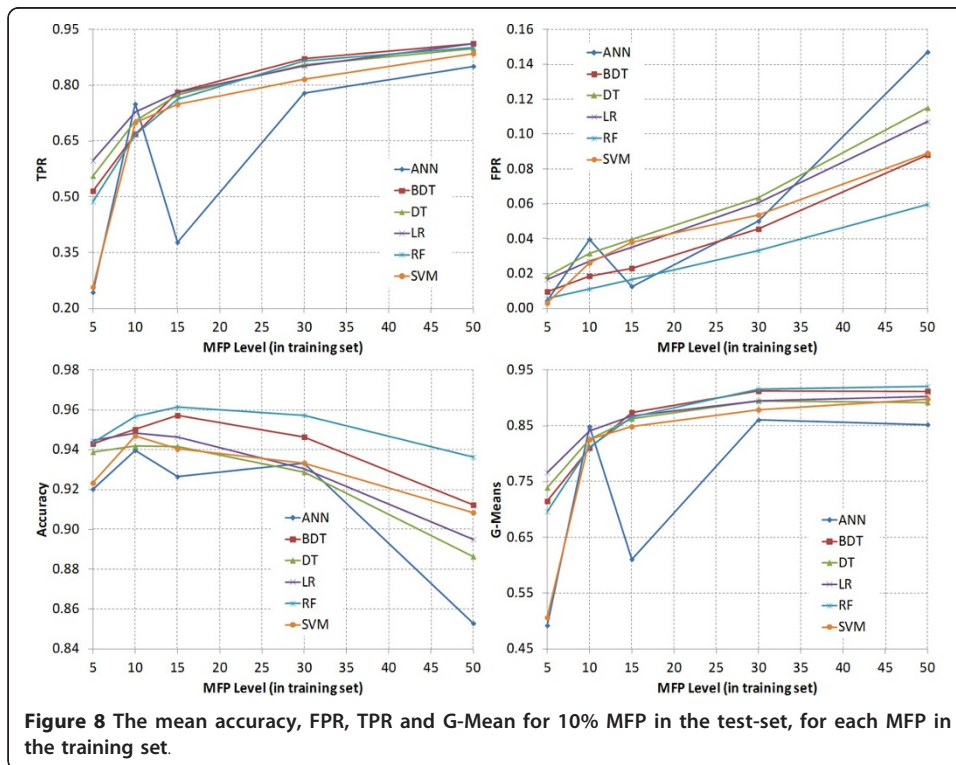 0.95
0.80
0.65
0.50
0.35
0.20
TPR
5 10 15 20 25 30 35 40 45 50
MFP Level (in training set)
ANN
BDT
DT
LR
RF
SVM
0.16
0.14
0.12
0.10
0.08
0.06
0.04
0.02
0.00
FPR
5 10 15 20 25 30 35 40 45 50
MFP Level (in training set)
ANN
BDT
DT
LR
RF
SVM
0.98
0.96
0.94
0.92
0.90
0.88
0.86
0.84
Accuracy
5 10 15 20 25 30 35 40 45 50
MFP Level (in training set)
ANN
BDT
DT
LR
RF
SVM
0.95
0.85
0.75
0.65
0.55
0.45
G-Means
5 10 15 20 25 30 35 40 45 50
MFP Level (in training set)
ANN
BDT
DT
LR
RF
SVM
Figure 8 The mean accuracy, FPR, TPR and G-Mean for 10% MFP in the test-set, for each MFP in
the training set.